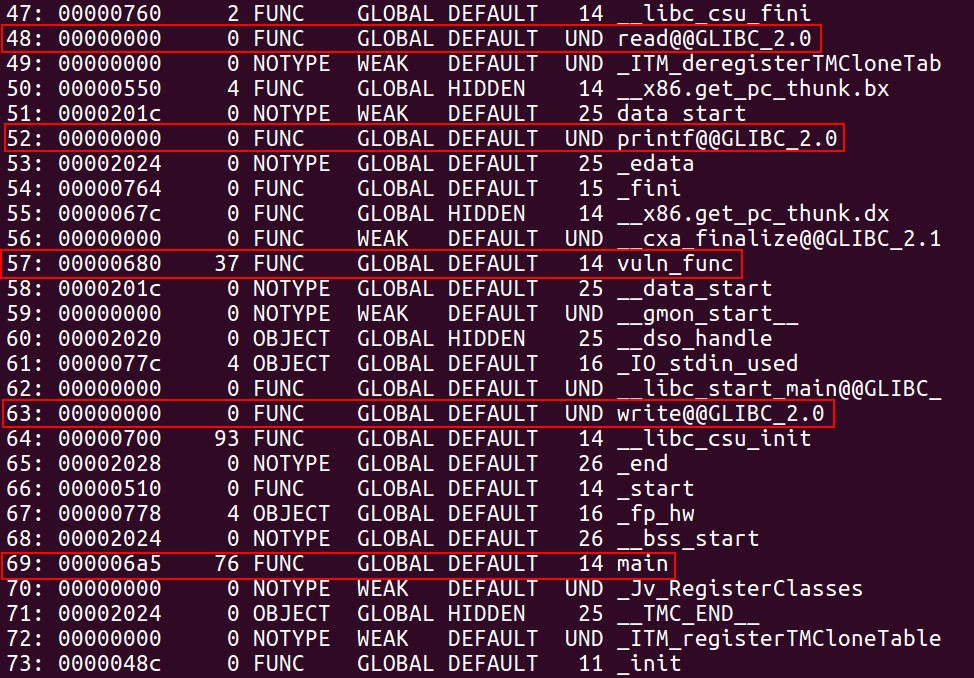 47: 00000760     2 FUNC    GLOBAL DEFAULT   14 __libc_csu_fini
48: 00000000     0 FUNC    GLOBAL DEFAULT  UND read@@GLIBC_2.0
49: 00000000     0 NOTYPE  WEAK   DEFAULT  UND _ITM_deregisterTMCloneTab
50: 00000550     4 FUNC    GLOBAL HIDDEN    14 __x86.get_pc_thunk.bx
51: 0000201c     0 NOTYPE  WEAK   DEFAULT   25 data_start
52: 00000000     0 FUNC    GLOBAL DEFAULT  UND printf@@GLIBC_2.0
53: 00002024     0 NOTYPE  GLOBAL DEFAULT   25 _edata
54: 00000764     0 FUNC    GLOBAL DEFAULT   15 _fini
55: 0000067c     0 FUNC    GLOBAL HIDDEN    14 __x86.get_pc_thunk.dx
56: 00000000     0 FUNC    WEAK   DEFAULT  UND __cxa_finalize@@GLIBC_2.1
57: 00000680    37 FUNC    GLOBAL DEFAULT   14 vuln_func
58: 0000201c     0 NOTYPE  GLOBAL DEFAULT   25 __data_start
59: 00000000     0 NOTYPE  WEAK   DEFAULT  UND __gmon_start__
60: 00002020     0 OBJECT  GLOBAL HIDDEN    25 __dso_handle
61: 0000077c     4 OBJECT  GLOBAL DEFAULT   16 _IO_stdin_used
62: 00000000     0 FUNC    GLOBAL DEFAULT  UND __libc_start_main@@GLIBC_
63: 00000000     0 FUNC    GLOBAL DEFAULT  UND write@@GLIBC_2.0
64: 00000700    93 FUNC    GLOBAL DEFAULT   14 __libc_csu_init
65: 00002028     0 NOTYPE  GLOBAL DEFAULT   26 _end
66: 00000510     0 FUNC    GLOBAL DEFAULT   14 _start
67: 00000778     4 OBJECT  GLOBAL DEFAULT   16 _fp_hw
68: 00002024     0 NOTYPE  GLOBAL DEFAULT   26 __bss_start
69: 000006a5    76 FUNC    GLOBAL DEFAULT   14 main
70: 00000000     0 NOTYPE  WEAK   DEFAULT  UND _Jv_RegisterClasses
71: 00002024     0 OBJECT  GLOBAL HIDDEN    25 __TMC_END__
72: 00000000     0 NOTYPE  WEAK   DEFAULT  UND _ITM_registerTMCloneTable
73: 0000048c     0 FUNC    GLOBAL DEFAULT   11 _init